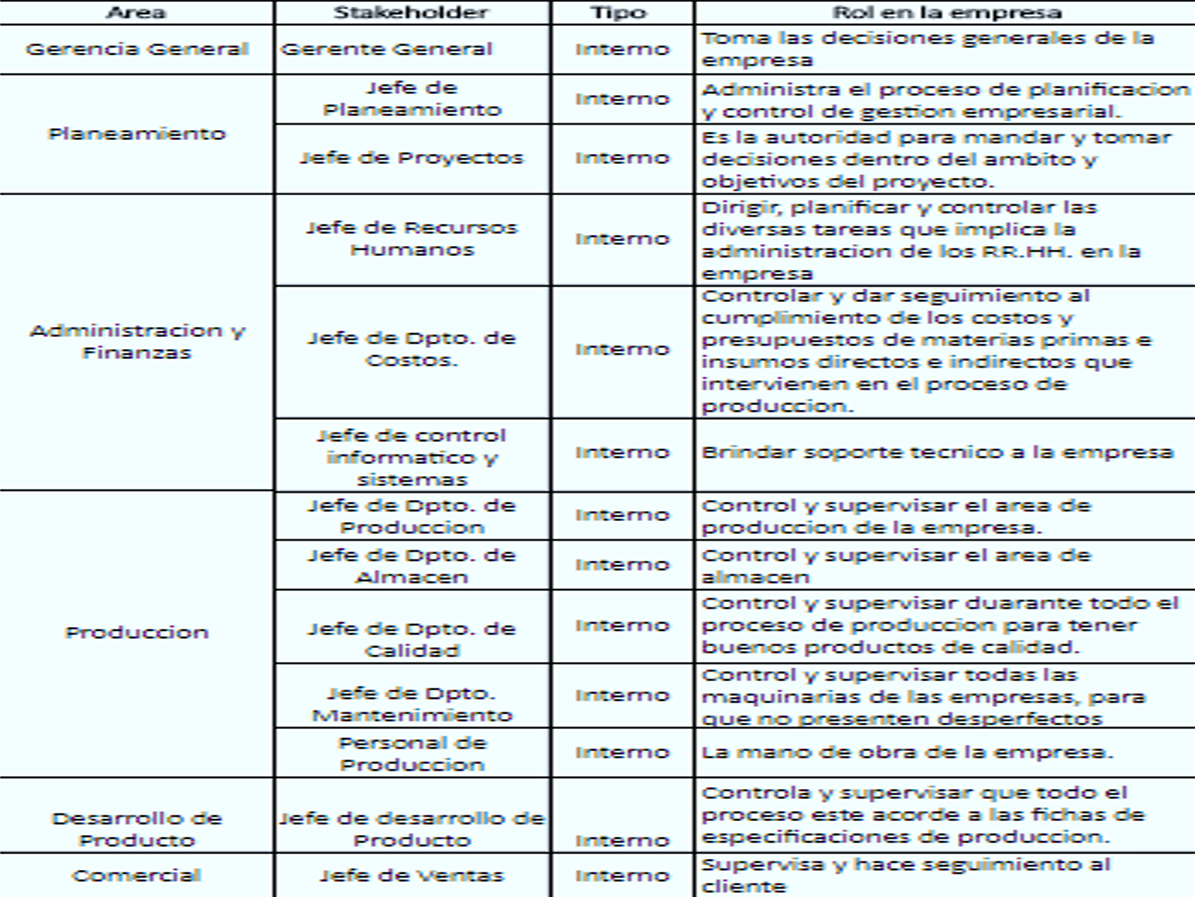 Area Stakeholder Tipo Rol en la empresa
Gerencia General Gerente General Interno Toma las decisiones generales de la
empresa
Planeamiento
Jefe de
Planeamiento
Interno
Administra el proceso de planificacion
y control de gestion empresarial.
Jefe de Proyectos
Interno
Es la autoridad para mandar y tomar
decisiones dentro del ambito y
objetivos del proyecto.
Administracion y
Finanzas
Jefe de Recursos
Humanos
Interno
Dirigir, planificar y controlar las
diversas tareas que implica la
administracion de los RR.HH. en la
empresa
Jefe de Dpto. de
Costos.
Interno
Controlar y dar seguimiento al
cumplimiento de los costos y
presupuestos de materias primas e
insumos directos e indirectos que
intervienen en el proceso de
produccion.
Jefe de control
informatico y
sistemas
Interno
Brindar soporte tecnico a la empresa
Produccion
Jefe de Dpto. de
Produccion
Interno
Control y supervisar el area de
produccion de la empresa.
Jefe de Dpto. de
Almacen
Interno
Control y supervisar el area de
almacen
Jefe de Dpto. de
Calidad
Interno
Control y supervisar duarante todo el
proceso de produccion para tener
buenos productos de calidad.
Jefe de Dpto.
Mantenimiento
Interno
Control y supervisar todas las
maquinarias de las empresas, para
que no presenten desperfectos
Personal de
Produccion
Interno
La mano de obra de la empresa.
Desarrollo de
Producto
Jefe de desarrollo de
Producto
Interno
Controla y supervisar que todo el
proceso este acorde a las fichas de
especificaciones de produccion.
Comercial
Jefe de Ventas
Interno
Supervisa y hace seguimiento al
cliente